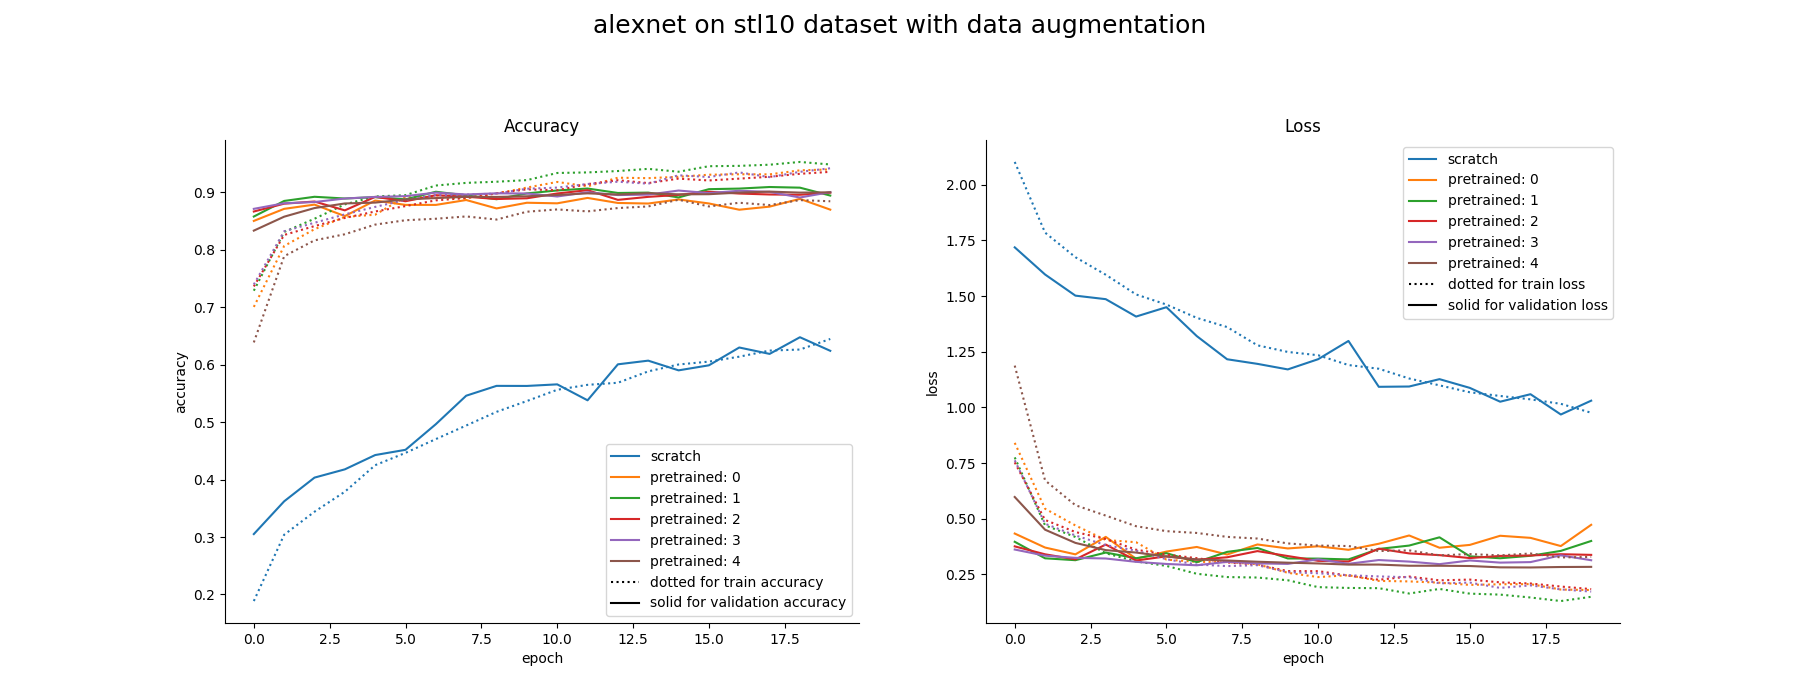 alexnet on stl10 dataset with data augmentation
Accuracy
accuracy
0.9
0.8
0.7
0.6
0.5
0.4
0.3
0.2
0.0 2.5 5.0 7.5 10.0 12.5 15.0 17.5
epoch
scratch
pretrained: 0
pretrained: 1
pretrained: 2
pretrained: 3
pretrained: 4
dotted for train accuracy
solid for validation accuracy
Loss
loss
2.00
1.75
1.50
1.25
1.00
0.75
0.50
0.25
0.0 2.5 5.0 7.5 10.0 12.5 15.0 17.5
epoch
scratch
pretrained: 0
pretrained: 1
pretrained: 2
pretrained: 3
pretrained: 4
dotted for train loss
solid for validation loss